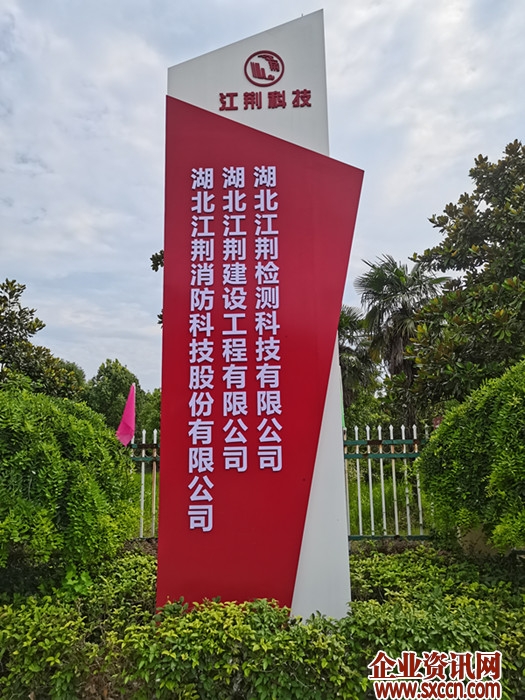 江荆科技
湖北江荆消防科技股份有限公司
湖北江荆建设工程有限公司
湖北江荆检测科技有限公司
企业资讯网
www.sxccn.com